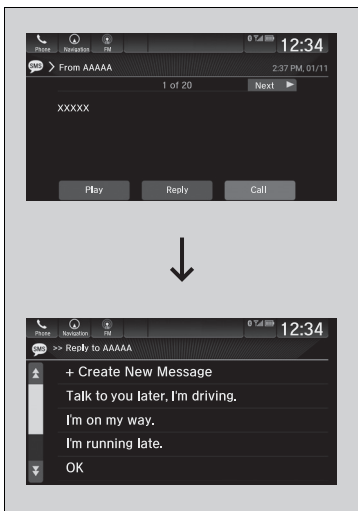 Phone Navigation FM 12:34
SMS From AAAAA 2:37 PM, 01/11
1 of 20 Next
XXXXX
Play Reply Call
Phone Navigation FM 12:34
SMS >> Reply to AAAAA
+ Create New Message
Talk to you later, I'm driving.
I'm on my way.
I'm running late.
OK